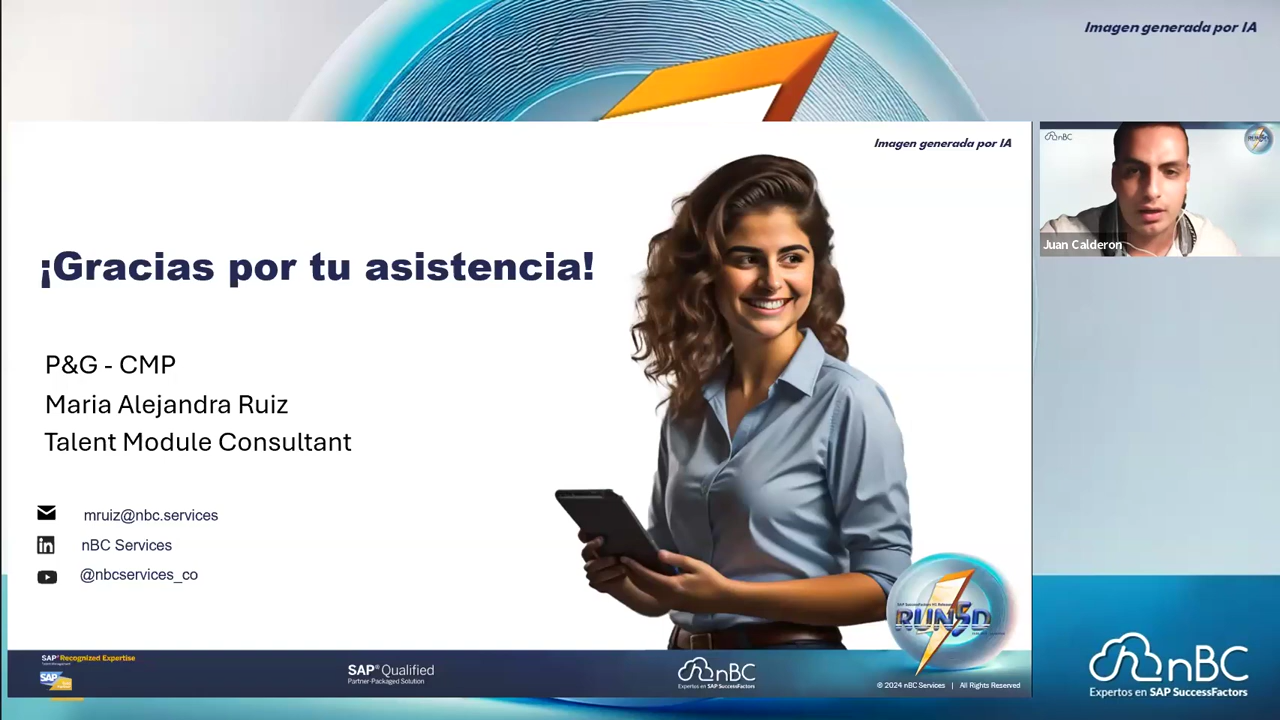 Imagen generada por IA
Imagen generada por IA
nBC
Juan Calderon
¡Gracias por tu asistencia!
P&G - CMP
Maria Alejandra Ruiz
Talent Module Consultant
mruiz@nbc.services
nBC Services
@nbcservices_co
RUN5D
SAP® Recognized Expertise
SAP
SAP® Qualified
Partner-Packaged Solution
nBC
Expertos en SAP SuccessFactors
© 2024 nBC Services | All Rights Reserved
nBC
Expertos en SAP SuccessFactors